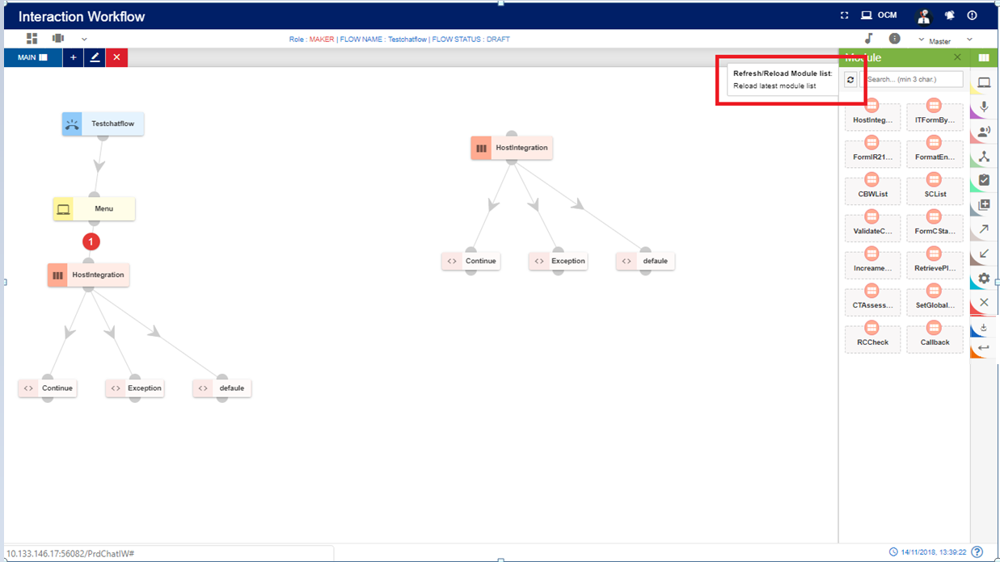 Interaction Workflow
OCM
Role : MAKER | FLOW NAME : Testchatflow | FLOW STATUS : DRAFT
Master
MAIN
+
Module
Refresh/Reload Module list:
Reload latest module list
Search... (min 3 char.)
Testchatflow
Menu
1
HostIntegration
Continue
Exception
defaule
HostIntegration
Continue
Exception
defaule
HostInteg...
ITFormBy...
FormIR21...
FormatEn...
CBWList
SCList
ValidateC...
FormCSta...
Increame...
RetrievePl...
CTAssess...
SetGlobal...
RCCheck
Callback
10.133.146.17:56082/PrdChatIW#
14/11/2018, 13:39:22